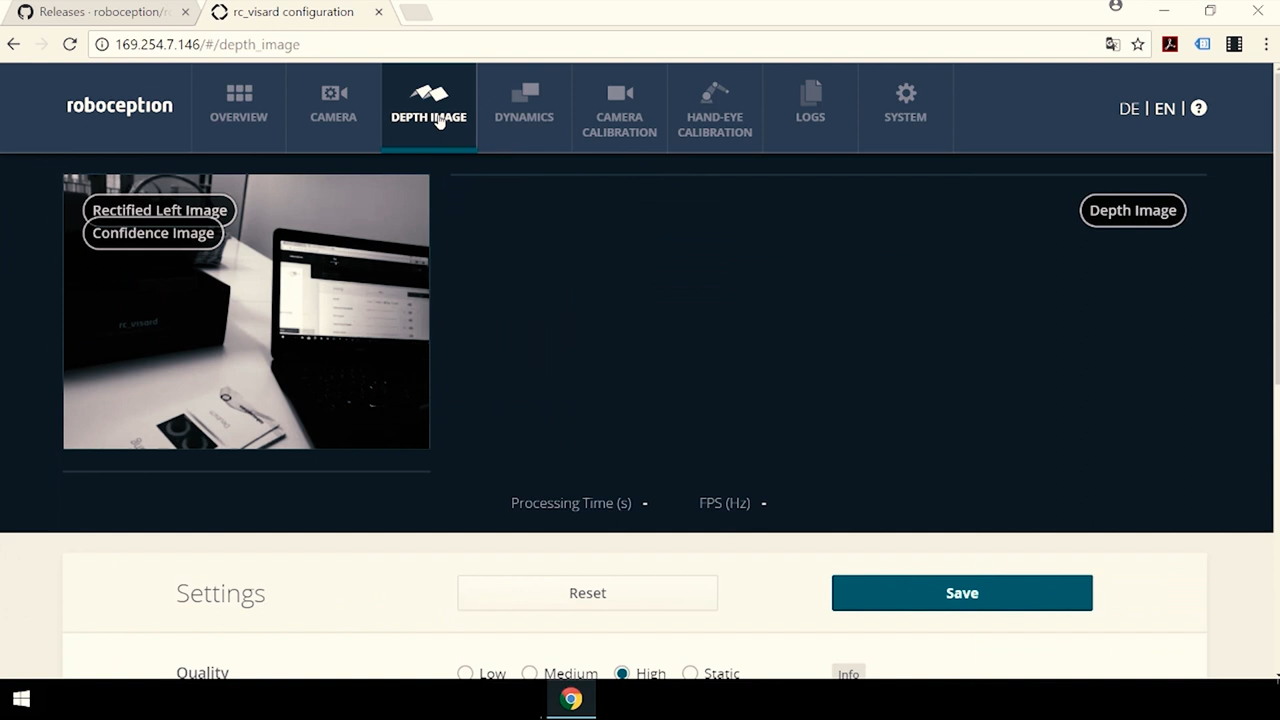 Releases · roboception/rc
rc_visard configuration
169.254.7.146/#/depth_image
roboception
OVERVIEW
CAMERA
DEPTH IMAGE
DYNAMICS
CAMERA
CALIBRATION
HAND-EYE
CALIBRATION
LOGS
SYSTEM
DE | EN | ?
Rectified Left Image
Confidence Image
Depth Image
rc_visard
Processing Time (s) -
FPS (Hz) -
Settings
Reset
Save
Quality
Low
Medium
High
Static
Info